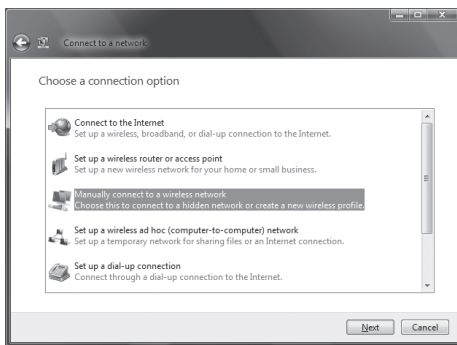 Connect to a network
Choose a connection option
Connect to the Internet
Set up a wireless, broadband, or dial-up connection to the Internet.
Set up a wireless router or access point
Set up a new wireless network for your home or small business.
Manually connect to a wireless network
Choose this to connect to a hidden network or create a new wireless profile.
Set up a wireless ad hoc (computer-to-computer) network
Set up a temporary network for sharing files or an Internet connection.
Set up a dial-up connection
Connect through a dial-up connection to the Internet.
Next Cancel